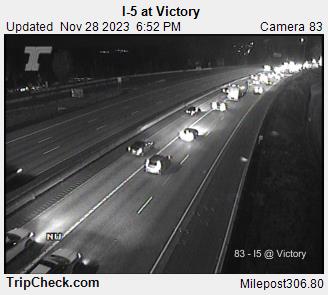 I-5 at Victory
Updated Nov 28 2023 6:52 PM Camera 83
NW
83 - I5 @ Victory
TripCheck.com Milepost306.80